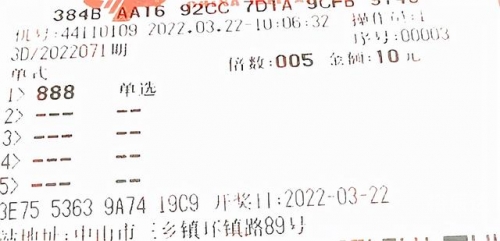 384B AA16 92CC 7D1A 9CFB
机号:44110109 2022.03.22-10:06:32 操作员:1
3D/2022071期 序号:00003
单式 倍数:005 金额:10元
1> 888 单选
2> --- --
3> --- --
4> --- --
5> --- --
3E75 5363 9A74 19C9 开奖日:2022-03-22
站地址:中山市三乡镇环镇路89号